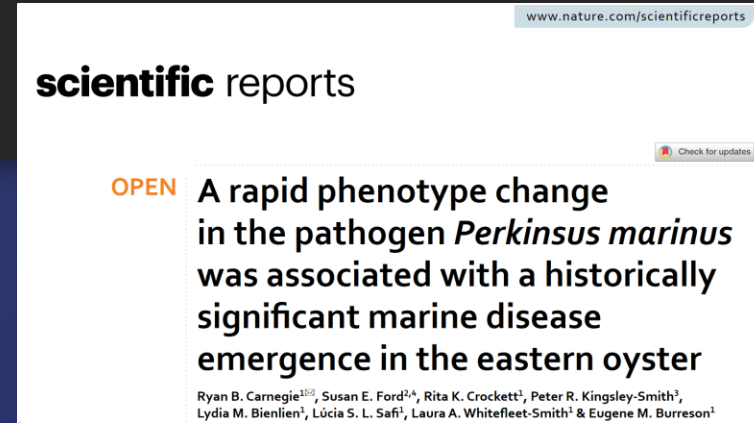 www.nature.com/scientificreports
scientific reports
Check for updates
OPEN
A rapid phenotype change
in the pathogen Perkinsus marinus
was associated with a historically
significant marine disease
emergence in the eastern oyster
Ryan B. Carnegie¹✉, Susan E. Ford²,⁴, Rita K. Crockett¹, Peter R. Kingsley-Smith³,
Lydia M. Bienlien¹, Lúcia S. L. Safi¹, Laura A. Whitefleet-Smith¹ & Eugene M. Burreson¹